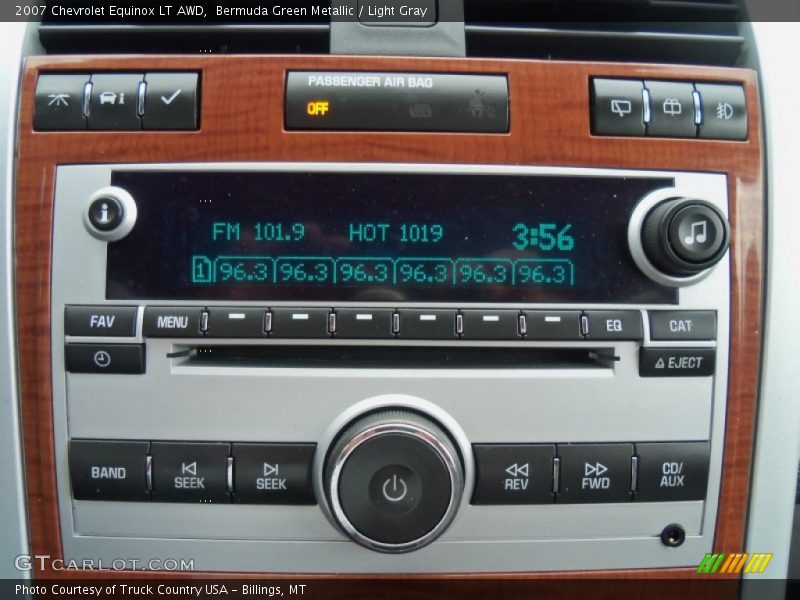 2007 Chevrolet Equinox LT AWD,  Bermuda Green Metallic / Light Gray
PASSENGER AIR BAG
OFF
i
i
FM 101.9 HOT 1019 3:56
1 96.3 96.3 96.3 96.3 96.3 96.3
FAV MENU EQ CAT
EJECT
BAND SEEK SEEK REV FWD CD/AUX
GTCARLOT.COM
Photo Courtesy of Truck Country USA - Billings, MT